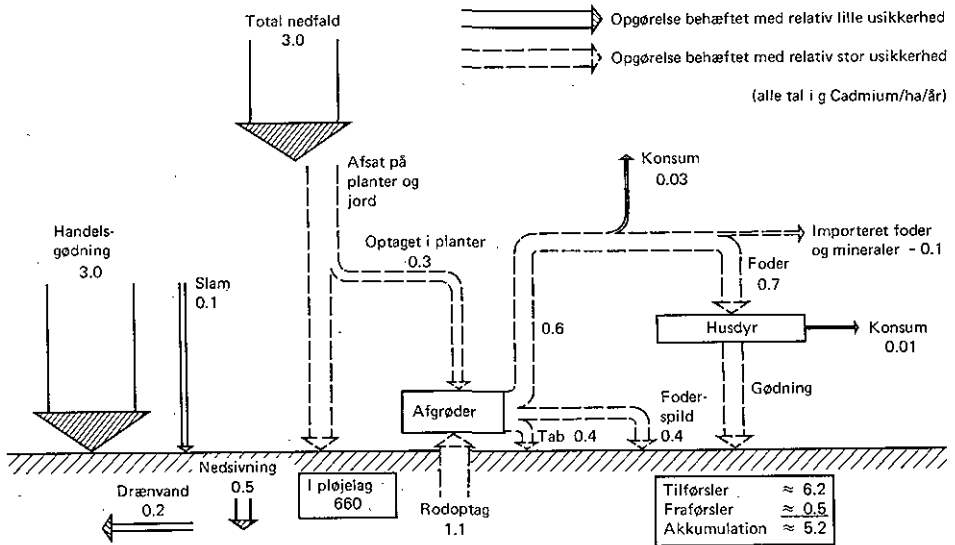 Total nedfald
3.0
Opgørelse behæftet med relativ lille usikkerhed
Opgørelse behæftet med relativ stor usikkerhed
(alle tal i g Cadmium/ha/år)
Afsat på
planter og
jord
Konsum
0.03
Handels-
gødning
3.0
Slam
0.1
Optaget i planter
0.3
Importeret foder
og mineraler - 0.1
Foder
0.7
0.6
Husdyr
Konsum
0.01
Gødning
Afgrøder
Foder-
spild
0.4
Tab 0.4
Nedsivning
0.5
Drænvand
0.2
I pløjelag
660
Rodoptag
1.1
Tilførsler ≈ 6.2
Fraførsler ≈ 0.5
Akkumulation ≈ 5.2